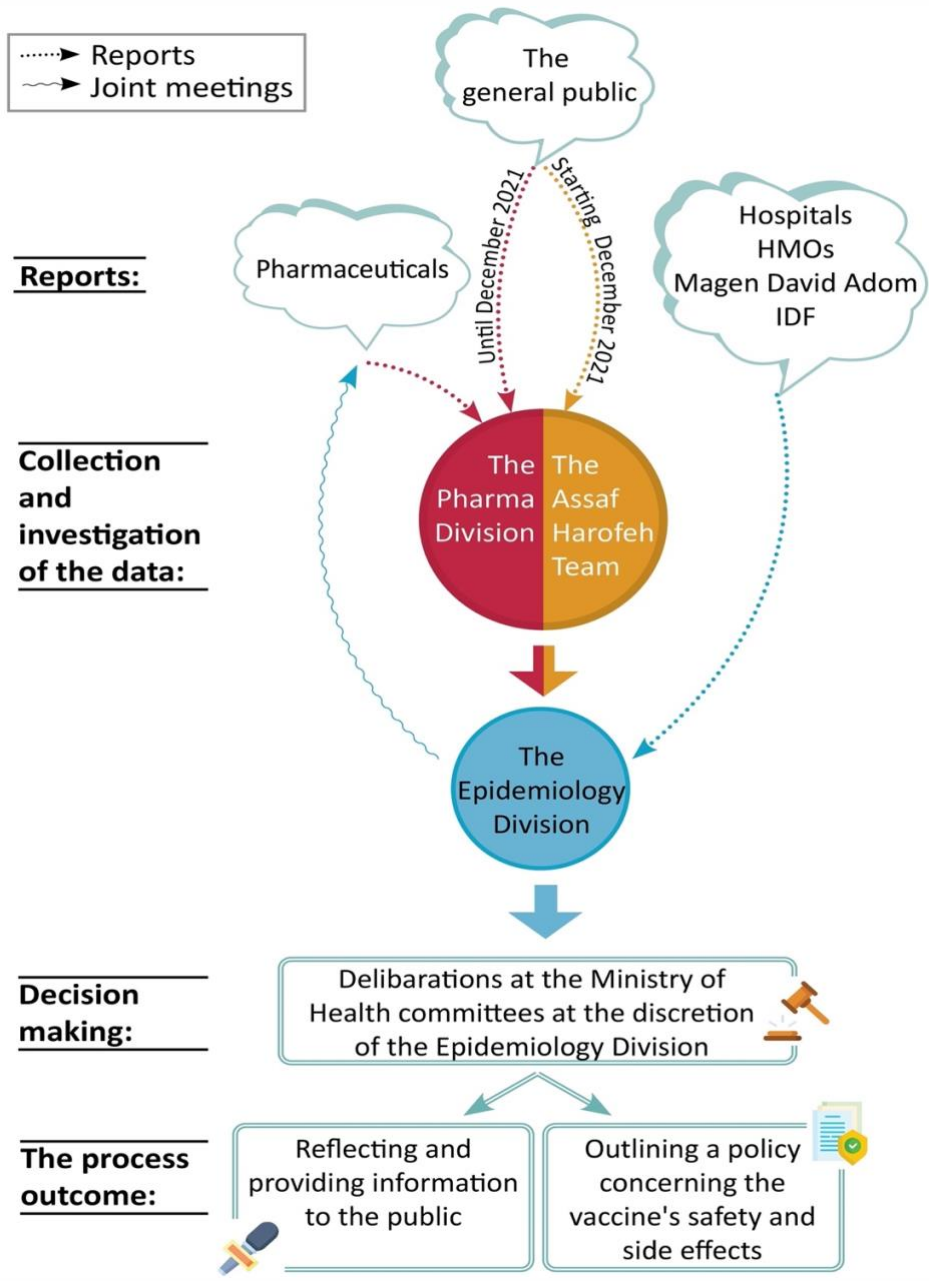 Reports
Joint meetings
The
general public
Until December 2021
Starting December 2021
Pharmaceuticals
Hospitals
HMOs
Magen David Adom
IDF
Reports:
Collection
and
investigation
of the data:
The
Pharma
Division
The
Assaf
Harofeh
Team
The
Epidemiology
Division
Decision
making:
Delibarations at the Ministry of
Health committees at the discretion
of the Epidemiology Division
The process
outcome:
Reflecting and
providing information
to the public
Outlining a policy
concerning the
vaccine's safety and
side effects